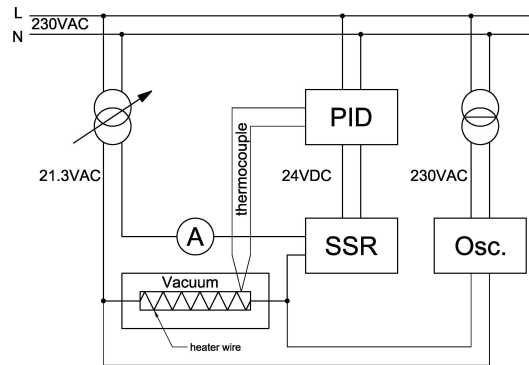 L
230VAC
N
PID
21.3VAC
thermocouple
24VDC
230VAC
A
SSR
Osc.
Vacuum
heater wire